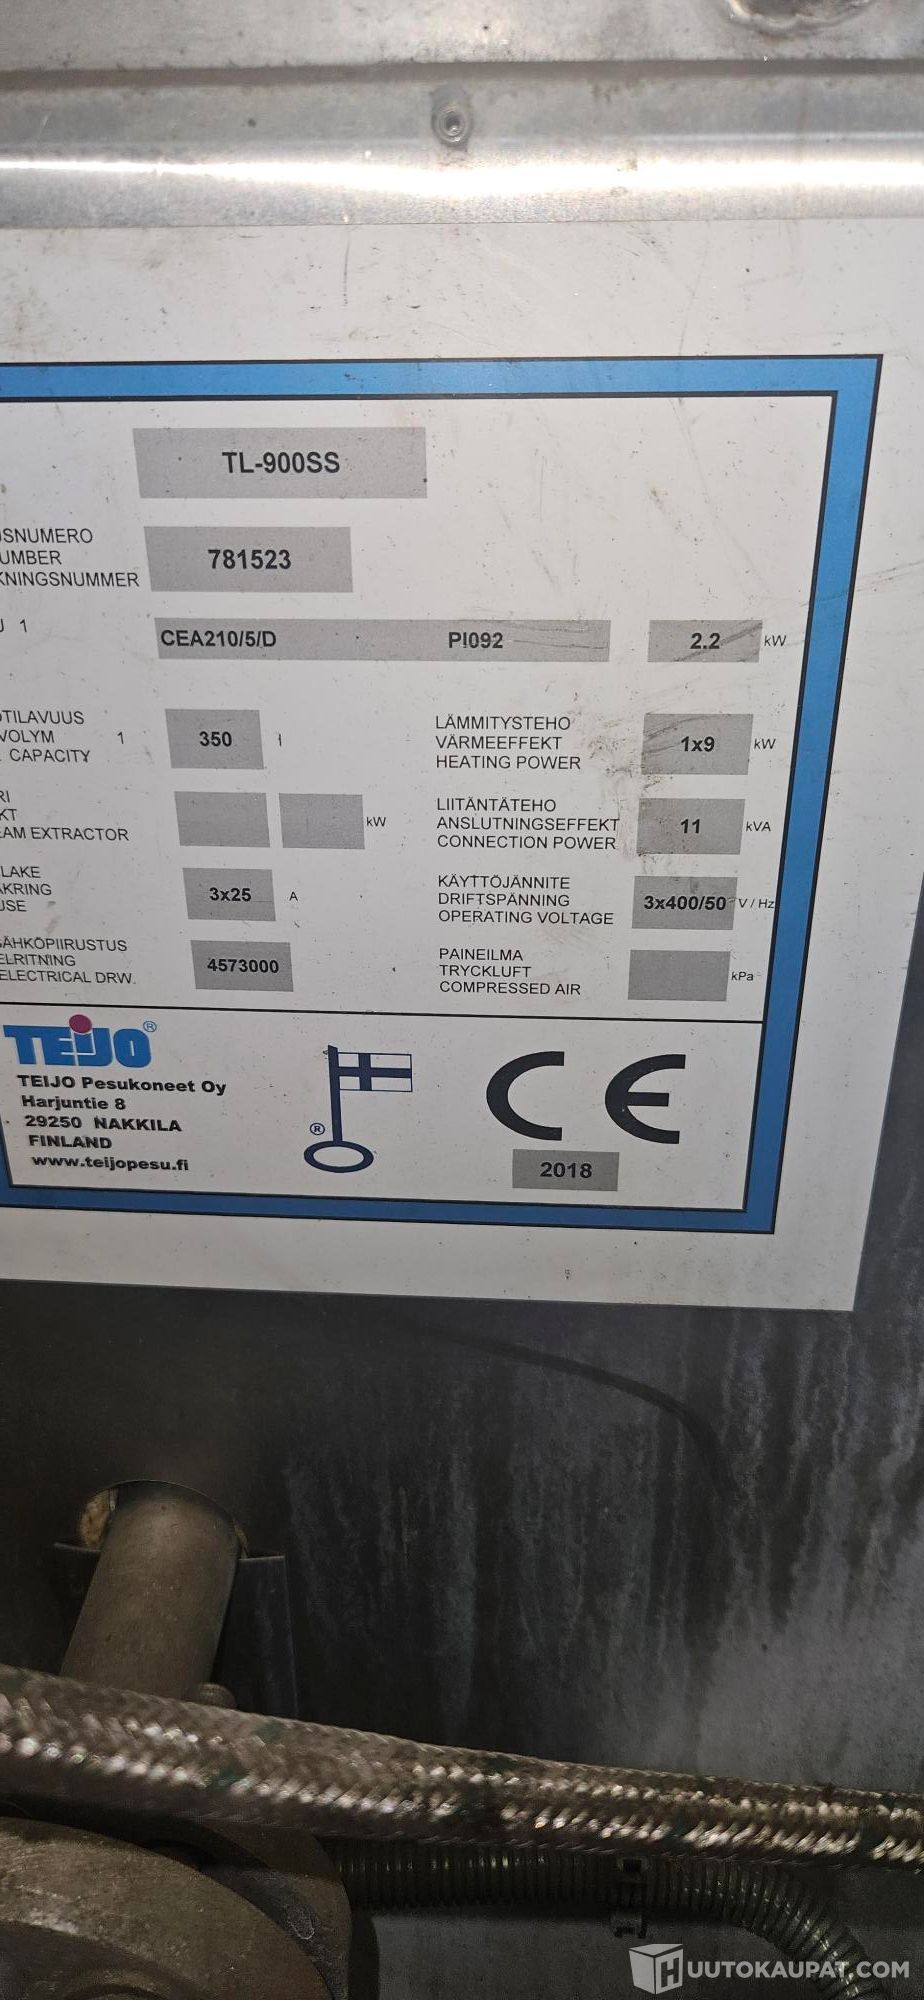 TL-900SS
USNUMERO
UMBER 781523
KNINGSNUMMER
U 1 CEA210/5/D PI092 2.2 kW
OTILAVUUS
VOLYM 1 350 l
L CAPACITY
LÄMMITYSTEHO
VÄRMEEFFEKT 1x9 kW
HEATING POWER
RI
KT kW
EAM EXTRACTOR
LIITÄNTÄTEHO
ANSLUTNINGSEFFEKT 11 kVA
CONNECTION POWER
LAKE
KRING 3x25 A
USE
KÄYTTÖJÄNNITE
DRIFTSPÄNNING 3x400/50 V / Hz
OPERATING VOLTAGE
SÄHKÖPIIRUSTUS
ELRITNING 4573000
ELECTRICAL DRW.
PAINEILMA
TRYCKLUFT kPa
COMPRESSED AIR
TEIJO®
TEIJO Pesukoneet Oy
Harjuntie 8
29250 NAKKILA
FINLAND
www.teijopesu.fi
®
CE
2018
HUUTOKAUPAT.COM